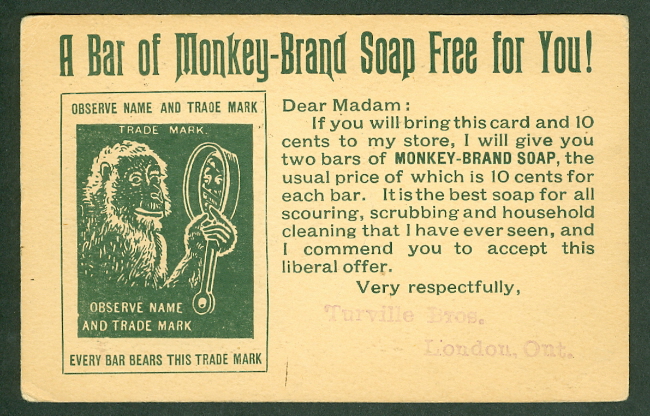 A Bar of Monkey-Brand Soap Free for You!
OBSERVE NAME AND TRADE MARK
TRADE MARK.
OBSERVE NAME
AND TRADE MARK
EVERY BAR BEARS THIS TRADE MARK
Dear Madam:
If you will bring this card and 10
cents to my store, I will give you
two bars of MONKEY-BRAND SOAP, the
usual price of which is 10 cents for
each bar. It is the best soap for all
scouring, scrubbing and household
cleaning that I have ever seen, and
I commend you to accept this
liberal offer.
Very respectfully,
Turville Bros.
London, Ont.